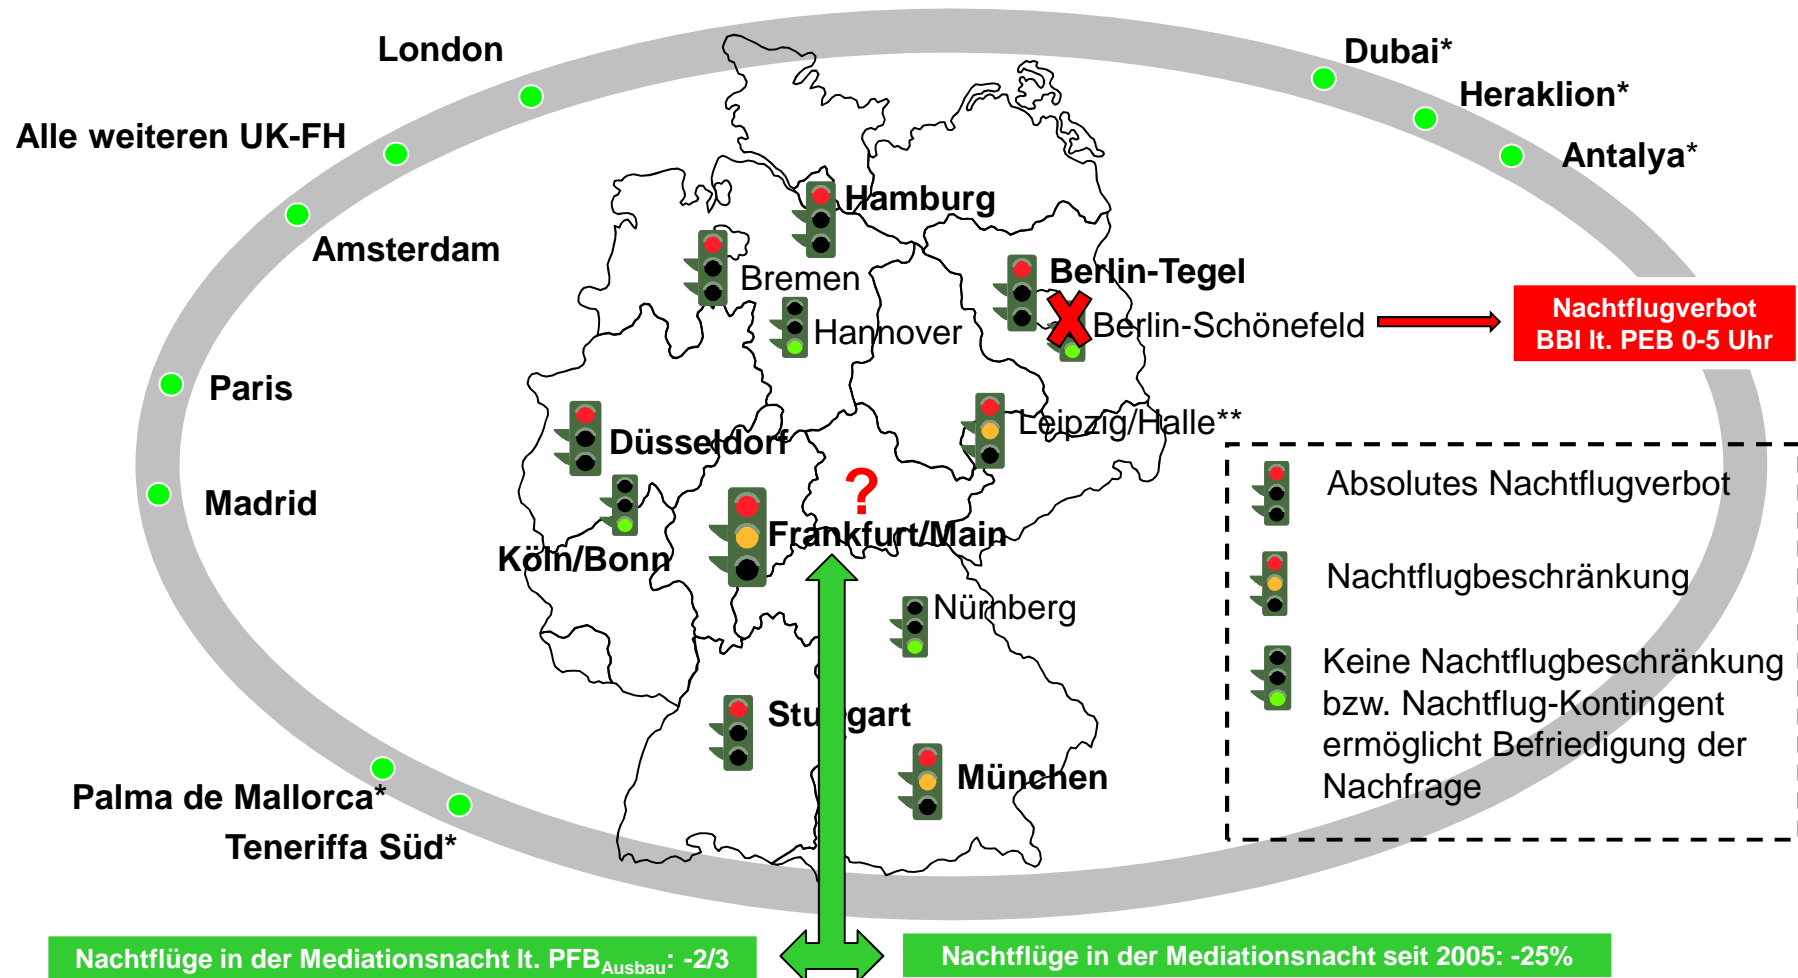 London
Dubai*
Heraklion*
Alle weiteren UK-FH
Antalya*
Hamburg
Amsterdam
Bremen
Berlin-Tegel
Hannover
Berlin-Schönefeld
Nachtflugverbot
BBI lt. PEB 0-5 Uhr
Paris
Düsseldorf
Leipzig/Halle**
Madrid
?
Frankfurt/Main
Köln/Bonn
Absolutes Nachtflugverbot
Nachtflugbeschränkung
Nürnberg
Keine Nachtflugbeschränkung
bzw. Nachtflug-Kontingent
ermöglicht Befriedigung der
Nachfrage
Stuttgart
München
Palma de Mallorca*
Teneriffa Süd*
Nachtflüge in der Mediationsnacht lt. PFBAusbau: -2/3
Nachtflüge in der Mediationsnacht seit 2005: -25%